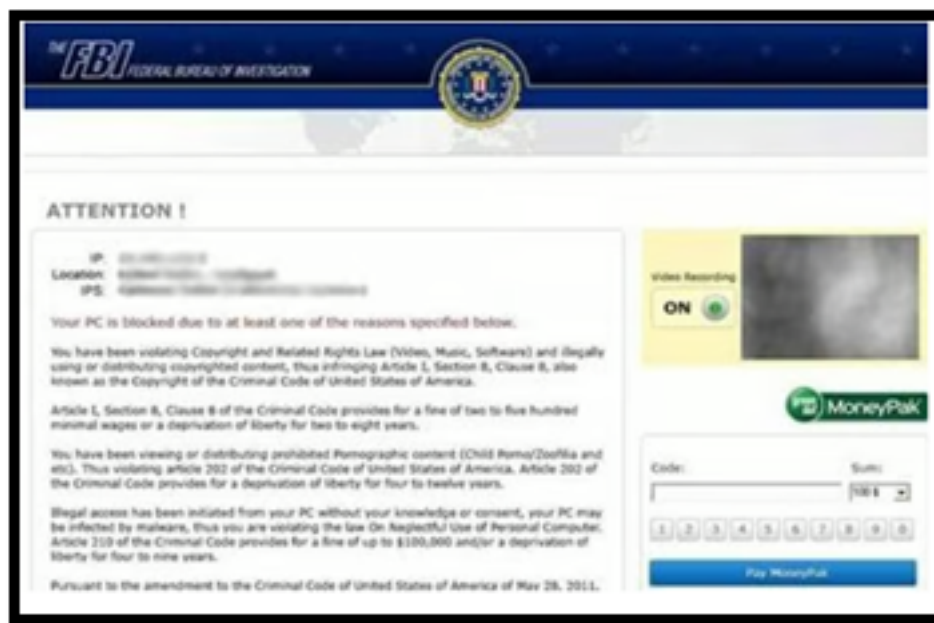 THE FBI FEDERAL BUREAU OF INVESTIGATION
ATTENTION !
IP:
Location:
IPS:
Your PC is blocked due to at least one of the reasons specified below.
You have been violating Copyright and Related Rights Law (Video, Music, Software) and illegally
using or distributing copyrighted content, thus infringing Article I, Section 8, Clause 8, also
known as the Copyright of the Criminal Code of United States of America.
Article I, Section 8, Clause 8 of the Criminal Code provides for a fine of two to five hundred
minimal wages or a deprivation of liberty for two to eight years.
You have been viewing or distributing prohibited Pornographic content (Child Porno/Zoofilia and
etc). Thus violating article 202 of the Criminal Code of United States of America. Article 202 of
the Criminal Code provides for a deprivation of liberty for four to twelve years.
Illegal access has been initiated from your PC without your knowledge or consent, your PC may
be infected by malware, thus you are violating the law On Neglectful Use of Personal Computer.
Article 210 of the Criminal Code provides for a fine of up to $100,000 and/or a deprivation of
liberty for four to nine years.
Pursuant to the amendment to the Criminal Code of United States of America of May 28, 2011,
Video Recording
ON
MoneyPak
Code: Sum:
100 $
1 2 3 4 5 6 7 8 9 0
Pay MoneyPak